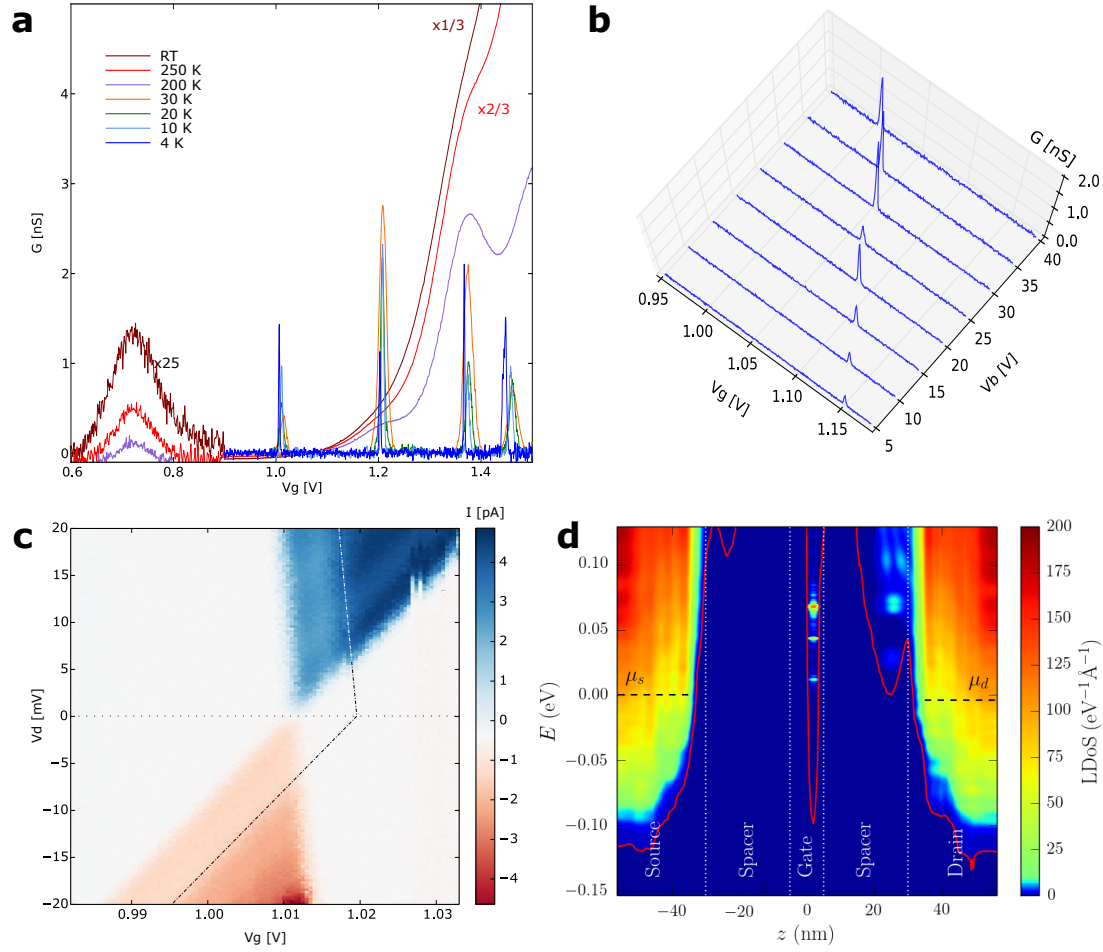 a
G [nS]
5
4
3
2
1
0
0.6
0.8
1.0
1.2
1.4
Vg [V]
RT
250 K
200 K
30 K
20 K
10 K
4 K
x1/3
x2/3
x25
b
G [nS]
2.0
1.0
0.0
Vb [V]
40
35
30
25
20
15
10
5
Vg [V]
0.95
1.00
1.05
1.10
1.15
c
Vd [mV]
20
15
10
5
0
−5
−10
−15
−20
0.99
1.00
1.01
1.02
1.03
Vg [V]
I [pA]
4
3
2
1
0
−1
−2
−3
−4
d
E (eV)
0.10
0.05
0.00
−0.05
−0.10
−0.15
μs
μd
Source
Spacer
Gate
Spacer
Drain
−40
−20
0
20
40
z (nm)
200
175
150
125
100
75
50
25
0
LDoS (eV⁻¹Å⁻¹)